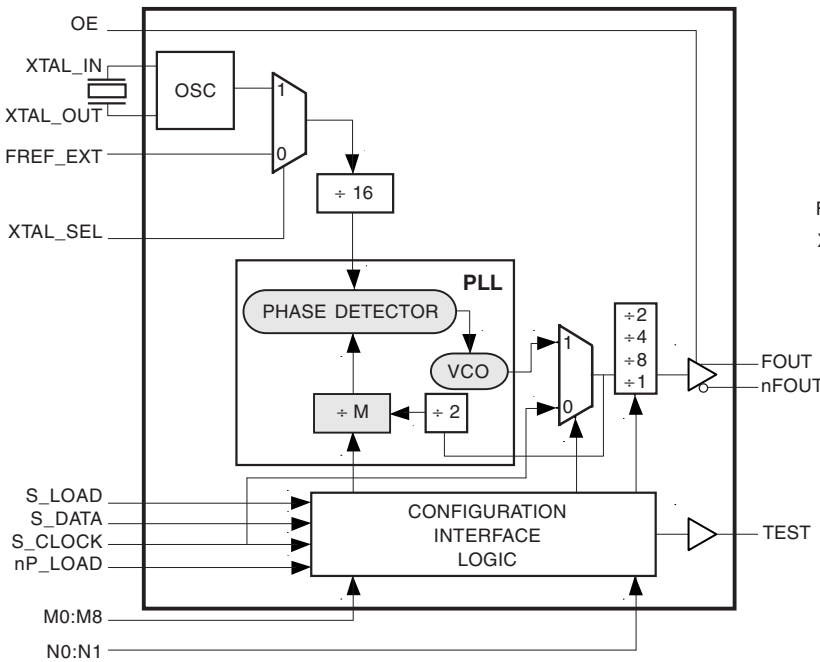 OE
XTAL_IN
OSC
1
XTAL_OUT
FREF_EXT
0
÷ 16
XTAL_SEL
PLL
PHASE DETECTOR
÷2
÷4
÷8
÷1
1
VCO
FOUT
nFOUT
÷ M
÷ 2
0
S_LOAD
S_DATA
S_CLOCK
nP_LOAD
CONFIGURATION
INTERFACE
LOGIC
TEST
M0:M8
N0:N1